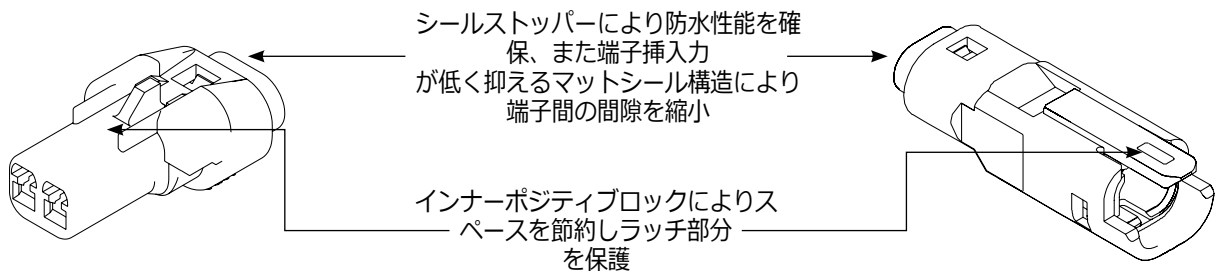 シールストッパーにより防水性能を確
保、また端子挿入力
が低く抑えるマットシール構造により
端子間の間隙を縮小
インナーポジティブロックによりス
ペースを節約しラッチ部分
を保護